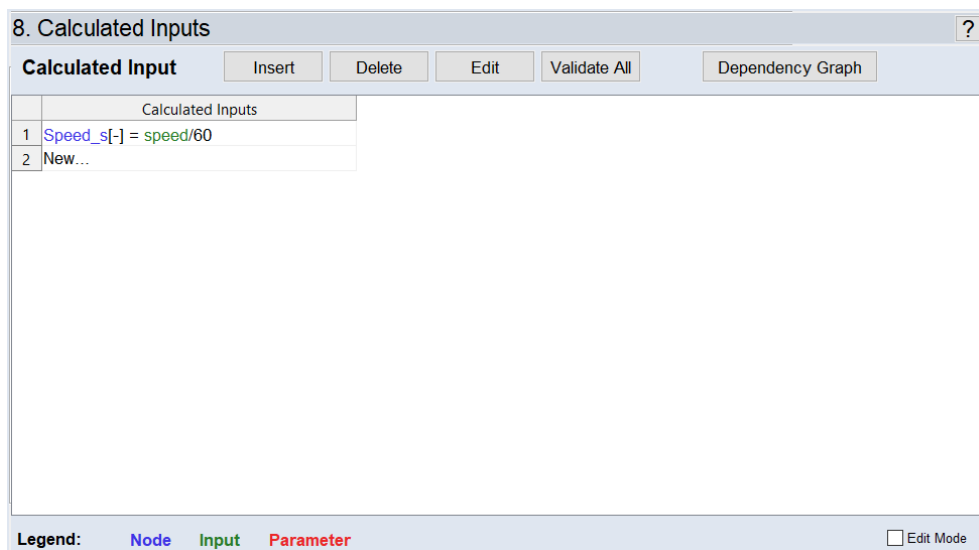 8. Calculated Inputs ?
Calculated Input Insert Delete Edit Validate All Dependency Graph
Calculated Inputs
1 Speed_s[-] = speed/60
2 New...
Legend: Node Input Parameter Edit Mode